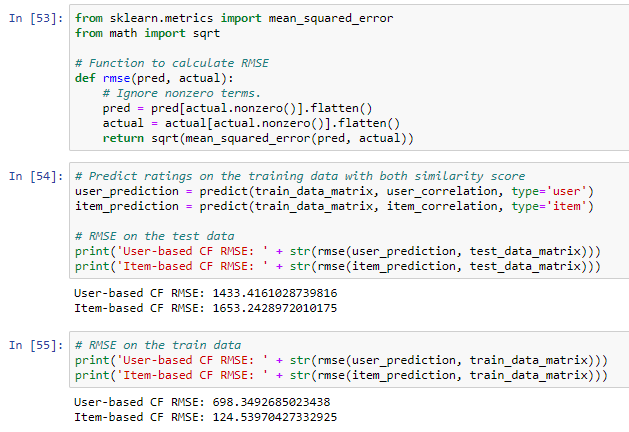 In [53]: from sklearn.metrics import mean_squared_error
from math import sqrt
# Function to calculate RMSE
def rmse(pred, actual):
# Ignore nonzero terms.
pred = pred[actual.nonzero()].flatten()
actual = actual[actual.nonzero()].flatten()
return sqrt(mean_squared_error(pred, actual))
In [54]: # Predict ratings on the training data with both similarity score
user_prediction = predict(train_data_matrix, user_correlation, type='user')
item_prediction = predict(train_data_matrix, item_correlation, type='item')
# RMSE on the test data
print('User-based CF RMSE: ' + str(rmse(user_prediction, test_data_matrix)))
print('Item-based CF RMSE: ' + str(rmse(item_prediction, test_data_matrix)))
User-based CF RMSE: 1433.4161028739816
Item-based CF RMSE: 1653.2428972010175
In [55]: # RMSE on the train data
print('User-based CF RMSE: ' + str(rmse(user_prediction, train_data_matrix)))
print('Item-based CF RMSE: ' + str(rmse(item_prediction, train_data_matrix)))
User-based CF RMSE: 698.3492685023438
Item-based CF RMSE: 124.53970427332925